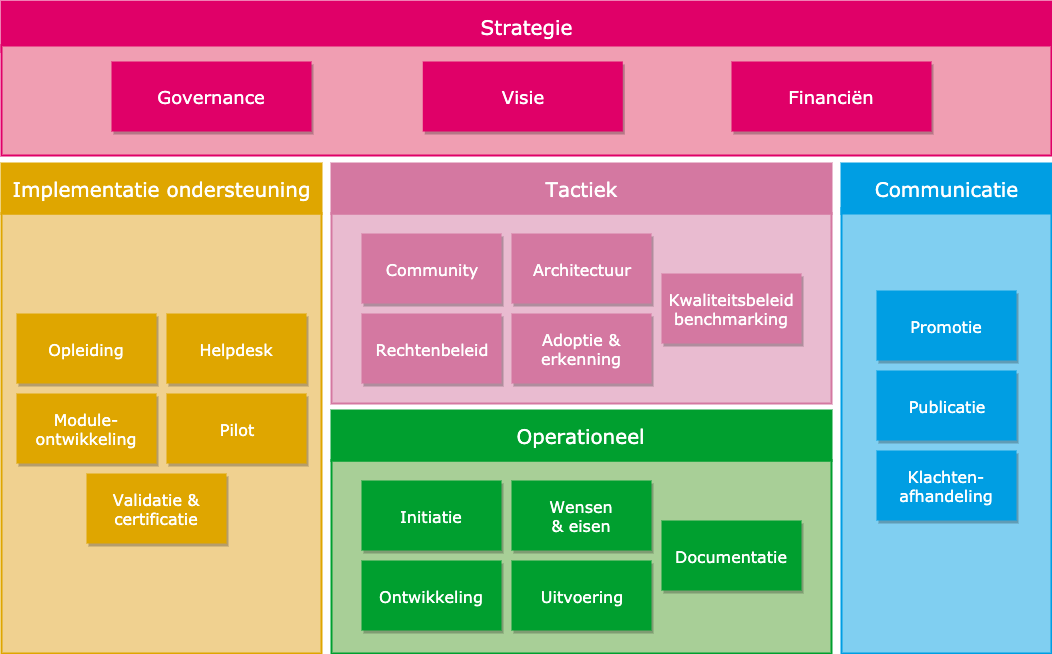 Strategie
Governance
Visie
Financiën
Implementatie ondersteuning
Opleiding
Helpdesk
Module-
ontwikkeling
Pilot
Validatie &
certificatie
Tactiek
Community
Architectuur
Kwaliteitsbeleid
benchmarking
Rechtenbeleid
Adoptie &
erkenning
Operationeel
Initiatie
Wensen
& eisen
Documentatie
Ontwikkeling
Uitvoering
Communicatie
Promotie
Publicatie
Klachten-
afhandeling